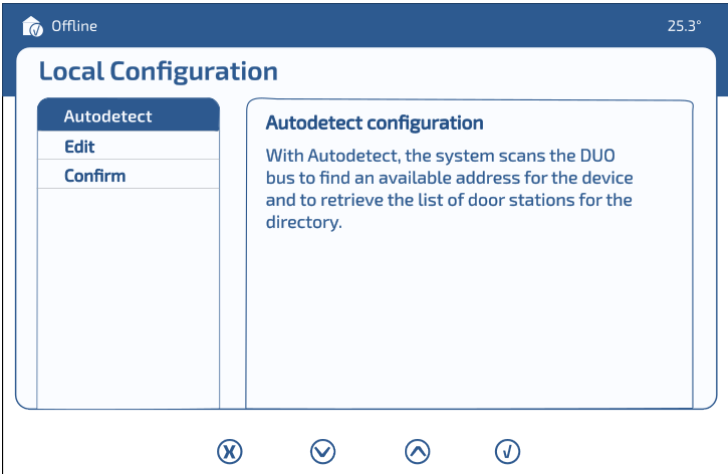 Offline
25.3°
Local Configuration
Autodetect
Edit
Confirm
Autodetect configuration
With Autodetect, the system scans the DUO
bus to find an available address for the device
and to retrieve the list of door stations for the
directory.